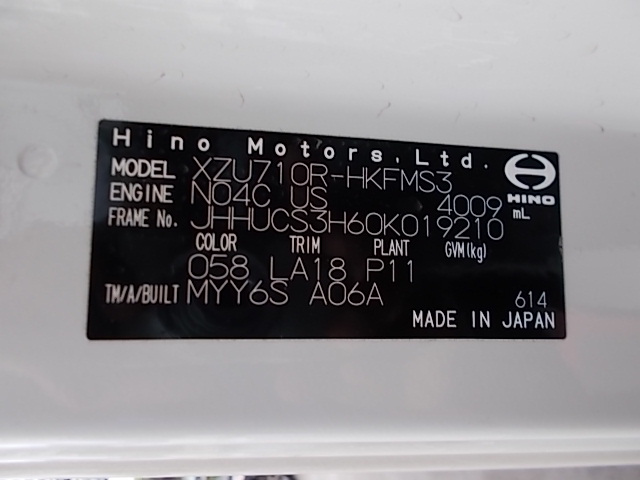 Hino Motors, Ltd.
HINO
MODEL XZU710R-HKFMS3
ENGINE N04C US 4009 mL
FRAME No. JHHUCS3H60K019210
COLOR TRIM PLANT GVM(kg)
058 LA18 P11
TM/A/BUILT MYY6S A06A
614
MADE IN JAPAN